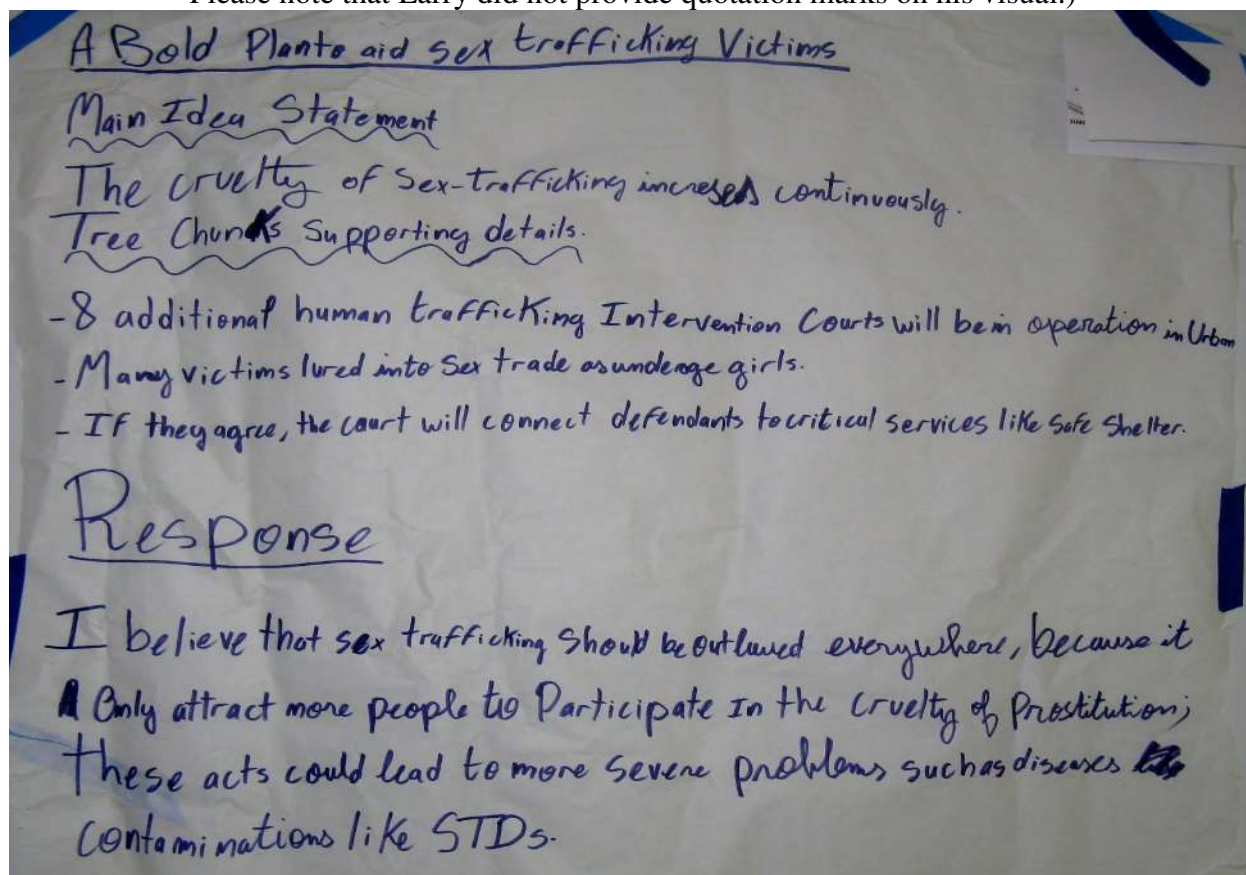 Please note that Larry did not provide quotation marks on his visual.)
A Bold Planto aid sex trafficking Victims
Main Idea Statement
The cruelty of Sex-trafficking increses continuously.
Tree Chunks Supporting details.
-8 additional human trafficking Intervention Courts will be in operation in Urban
- Many victims lured into Sex trade as underage girls.
- If they agree, the court will connect defendants to critical services like Safe Shelter.
Response
I believe that sex trafficking Should be outlawed everywhere, because it
Only attract more people to Participate In the cruelty of Prostitution;
these acts could lead to more severe problems such as diseases
contaminations like STDs.